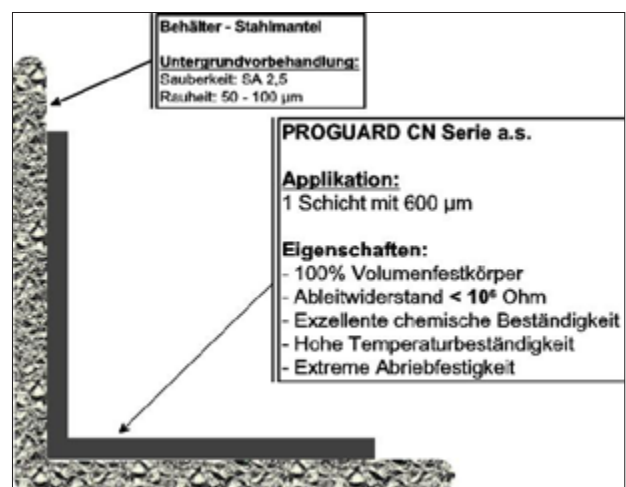 Behälter - Stahlmantel
Untergrundvorbehandlung:
Sauberkeit: SA 2,5
Rauheit: 50 - 100 µm
PROGUARD CN Serie a.s.
Applikation:
1 Schicht mit 600 µm
Eigenschaften:
- 100% Volumenfestkörper
- Ableitwiderstand < 10⁶ Ohm
- Exzellente chemische Beständigkeit
- Hohe Temperaturbeständigkeit
- Extreme Abriebfestigkeit